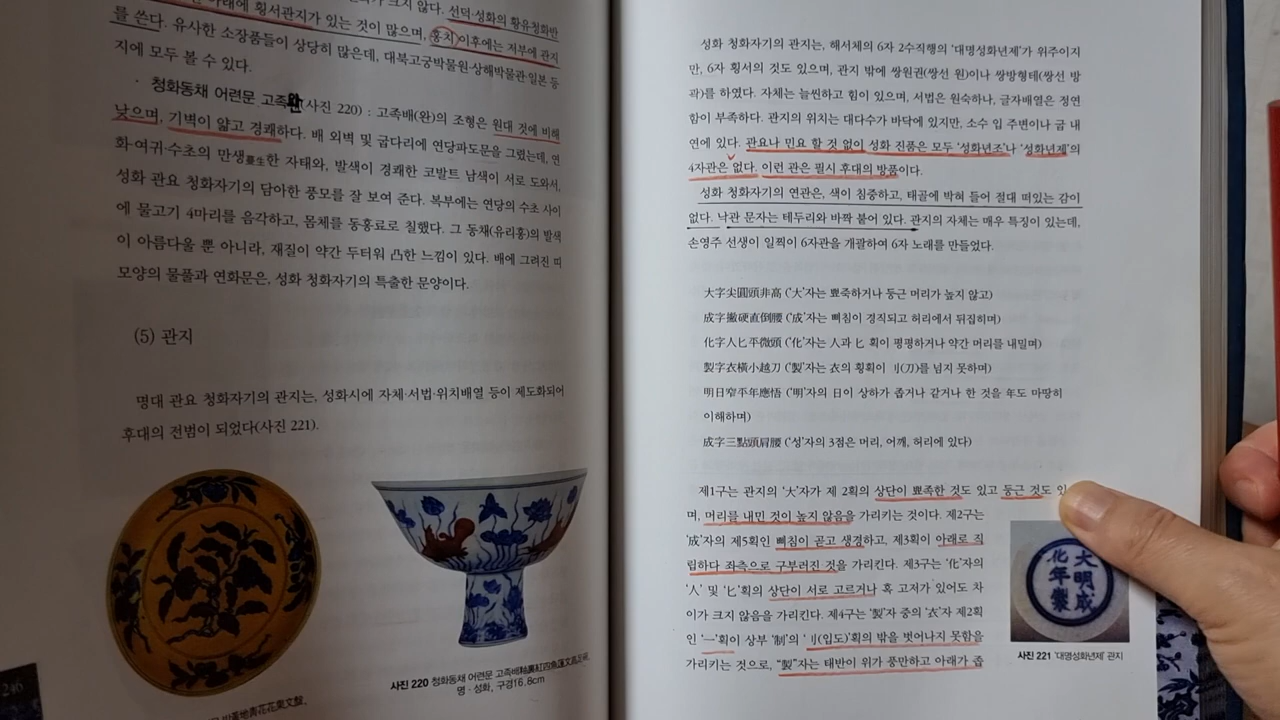 아래에 횡서관지가 있는 것이 많으며, 홍치 이후에는 저부에 관지
를 쓴다. 유사한 소장품들이 상당히 많은데, 대북고궁박물원·상해박물관·일본 등
지에 모두 볼 수 있다.
· 청화동채 어련문 고족완(사진 220) : 고족배(완)의 조형은 원대 것에 비해
낮으며, 기벽이 얇고 경쾌하다. 배 외벽 및 굽다리에 연당파도문을 그렸는데, 연
화·여귀·수초의 만생蔓生한 자태와, 발색이 경쾌한 코발트 남색이 서로 도와서,
성화 관요 청화자기의 담아한 풍모를 잘 보여 준다. 복부에는 연당의 수초 사이
에 물고기 4마리를 음각하고, 몸체를 동홍료로 칠했다. 그 동채(유리홍)의 발색
이 아름다울 뿐 아니라, 재질이 약간 두터워 凸한 느낌이 있다. 배에 그려진 띠
모양의 물풀과 연화문은, 성화 청화자기의 특출한 문양이다.
(5) 관지
명대 관요 청화자기의 관지는, 성화시에 자체·서법·위치배열 등이 제도화되어
후대의 전범이 되었다(사진 221).
사진 220 청화동채 어련문 고족배
明·성화, 구경16.8cm
246
성화 청화자기의 관지는, 해서체의 6자 2수직행의 '대명성화년제'가 위주이지
만, 6자 횡서의 것도 있으며, 관지 밖에 쌍원권(쌍선 원)이나 쌍방형테(쌍선 방
곽)를 하였다. 자체는 늘씬하고 힘이 있으며, 서법은 원숙하나, 글자배열은 정연
함이 부족하다. 관지의 위치는 대다수가 바닥에 있지만, 소수 입 주변이나 굽 내
연에 있다. 관요나 민요 할 것 없이 성화 진품은 모두 '성화년조'나 '성화년제'의
4자관은 없다. 이런 관은 필시 후대의 방품이다.
성화 청화자기의 연관은, 색이 침중하고, 태골에 박혀 들어 절대 떠있는 감이
없다. 낙관 문자는 테두리와 바짝 붙어 있다. 관지의 자체는 매우 특징이 있는데,
손영주 선생이 일찍이 6자관을 개괄하여 6자 노래를 만들었다.
大字尖圓頭非高 ('大'자는 뾰죽하거나 둥근 머리가 높지 않고)
成字撇硬直倒腰 ('成'자는 삐침이 경직되고 허리에서 뒤집히며)
化字人匕平微頭 ('化'자는 人과 匕 획이 평평하거나 약간 머리를 내밀며)
製字衣橫少越刀 ('製'자는 衣의 횡획이 刂(刀)를 넘지 못하며)
明日窄平年應悟 ('明'자의 日이 상하가 좁거나 같거나 한 것을 年도 마땅히
이해하며)
成字三點頭肩腰 ('성'자의 3점은 머리, 어깨, 허리에 있다)
제1구는 관지의 '大'자가 제 2획의 상단이 뾰족한 것도 있고 둥근 것도 있
며, 머리를 내민 것이 높지 않음을 가리키는 것이다. 제2구는
'成'자의 제5획인 삐침이 곧고 생경하고, 제3획이 아래로 직
립하다 좌측으로 구부러진 것을 가리킨다. 제3구는 '化'자의
'人' 및 '匕'획의 상단이 서로 고르거나 혹 고저가 있어도 차
이가 크지 않음을 가리킨다. 제4구는 '製'자 중의 '衣'자 제2획
인 '一'획이 상부 '制'의 '刂(입도)'획의 밖을 벗어나지 못함을
가리키는 것으로, "製'자는 태반이 위가 풍만하고 아래가 좁
大明成
化年製
사진 221 '대명성화년제' 관지